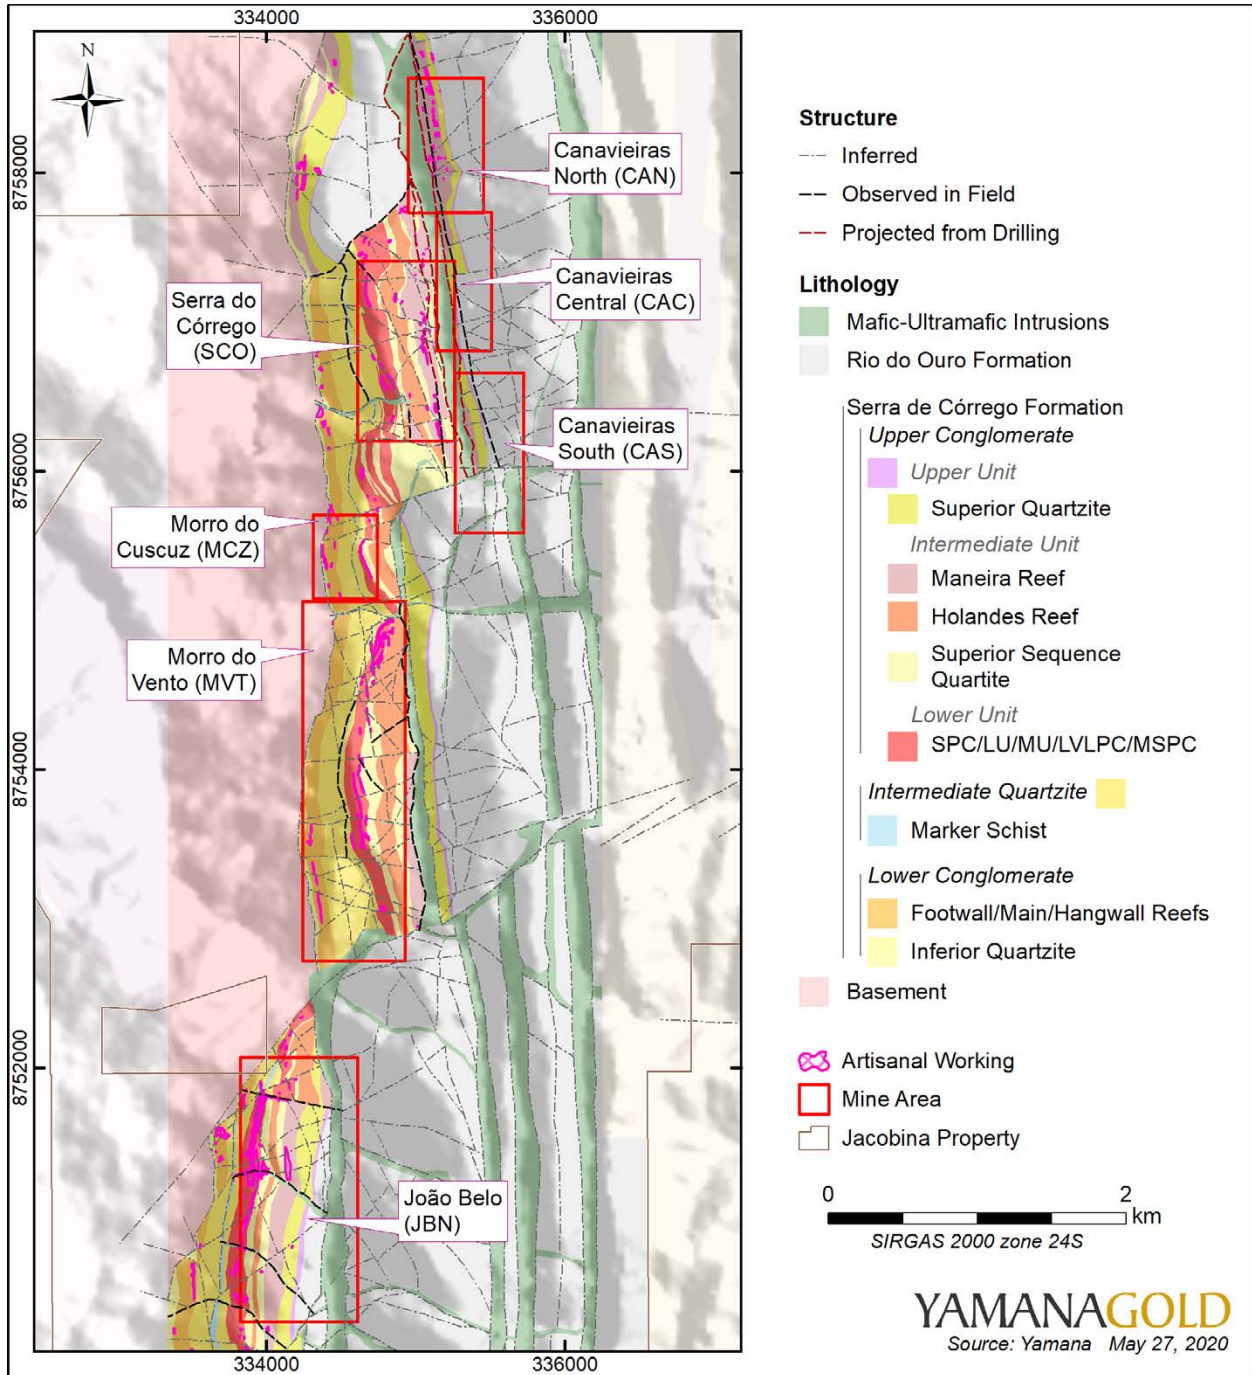 334000
336000
N
8758000
8756000
8754000
8752000
Canavieiras
North (CAN)
Canavieiras
Central (CAC)
Serra do
Córrego
(SCO)
Canavieiras
South (CAS)
Morro do
Cuscuz (MCZ)
Morro do
Vento (MVT)
João Belo
(JBN)
334000
336000
Structure
Inferred
Observed in Field
Projected from Drilling
Lithology
Mafic-Ultramafic Intrusions
Rio do Ouro Formation
Serra de Córrego Formation
Upper Conglomerate
Upper Unit
Superior Quartzite
Intermediate Unit
Maneira Reef
Holandes Reef
Superior Sequence
Quartite
Lower Unit
SPC/LU/MU/LVLPC/MSPC
Intermediate Quartzite
Marker Schist
Lower Conglomerate
Footwall/Main/Hangwall Reefs
Inferior Quartzite
Basement
Artisanal Working
Mine Area
Jacobina Property
0 2
km
SIRGAS 2000 zone 24S
YAMANAGOLD
Source: Yamana May 27, 2020